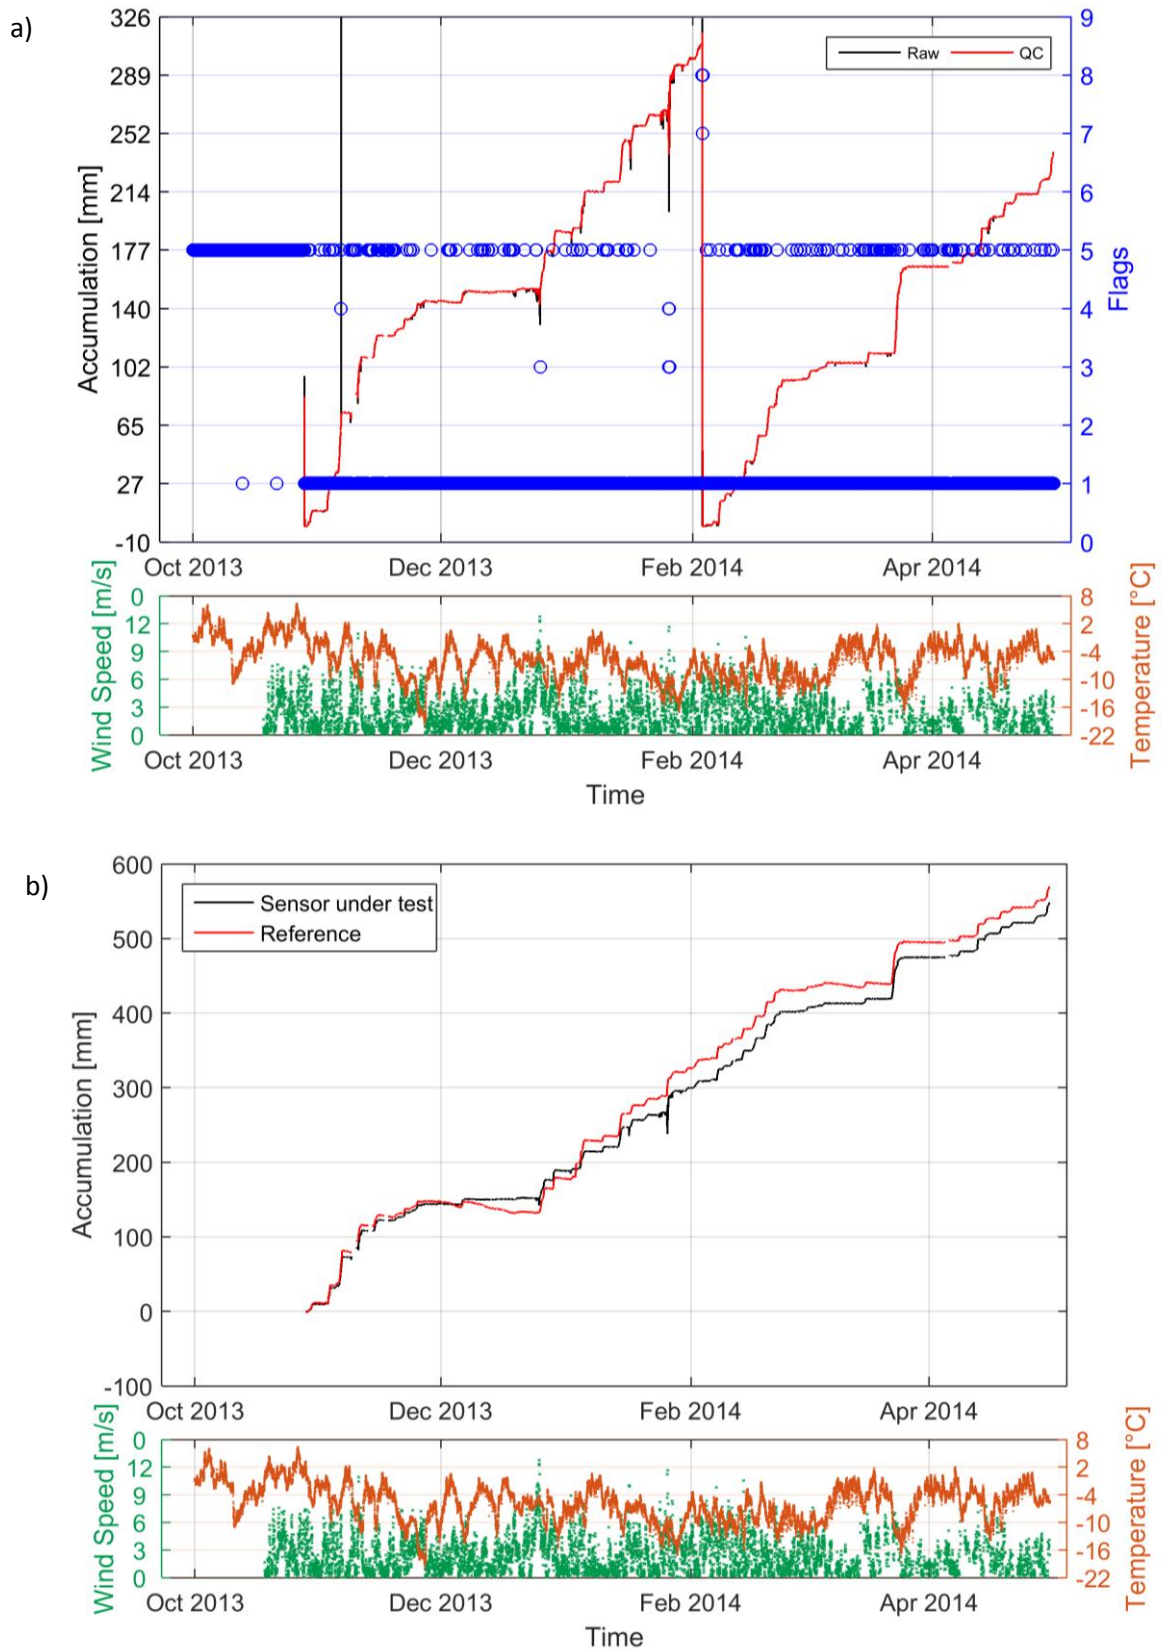 a)
Accumulation [mm]
326
289
252
214
177
140
102
65
27
-10
Raw QC
9
8
7
6
5
4
3
2
1
0
Flags
Oct 2013 Dec 2013 Feb 2014 Apr 2014
Wind Speed [m/s]
0
12
9
6
3
0
8
2
-4
-10
-16
-22
Temperature [°C]
Oct 2013 Dec 2013 Feb 2014 Apr 2014
Time
b)
Accumulation [mm]
600
500
400
300
200
100
0
-100
Sensor under test
Reference
Oct 2013 Dec 2013 Feb 2014 Apr 2014
Wind Speed [m/s]
0
12
9
6
3
0
8
2
-4
-10
-16
-22
Temperature [°C]
Oct 2013 Dec 2013 Feb 2014 Apr 2014
Time